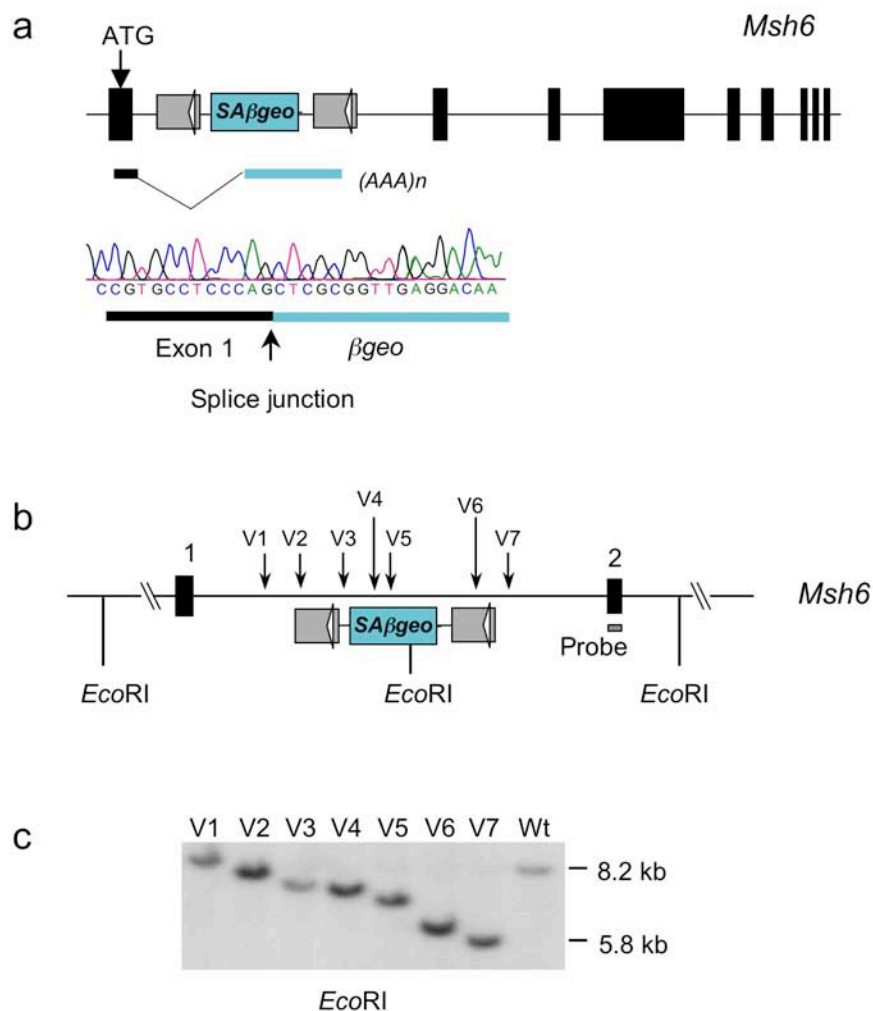 a
Msh6
ATG
SAβgeo
(AAA)n
CCGTGCCTCCCAGCTCGCGGTTGAGGACAA
Exon 1
βgeo
Splice junction
b
V1 V2 V3 V4 V5 V6 V7
1
2
Msh6
SAβgeo
Probe
EcoRI
EcoRI
EcoRI
c
V1 V2 V3 V4 V5 V6 V7 Wt
8.2 kb
5.8 kb
EcoRI